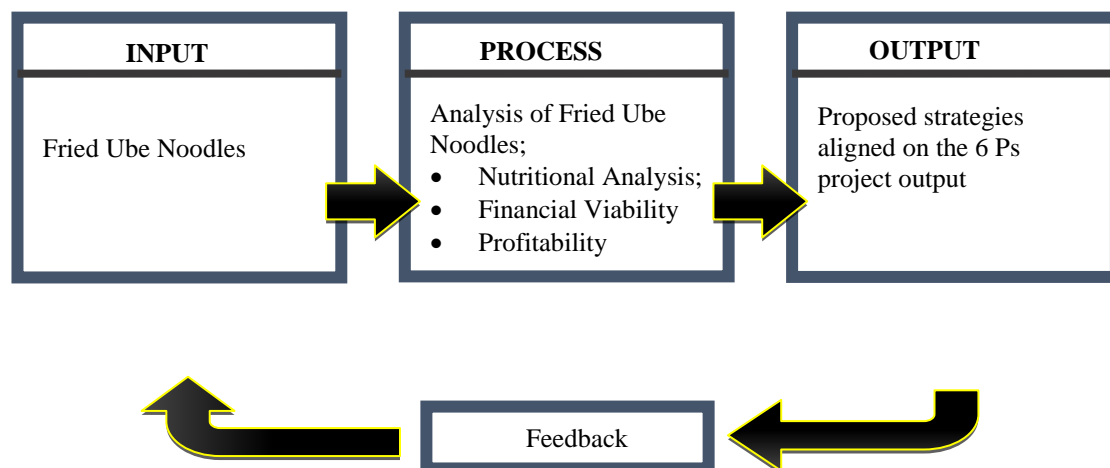 INPUT
Fried Ube Noodles
PROCESS
Analysis of Fried Ube
Noodles;
• Nutritional Analysis;
• Financial Viability
• Profitability
OUTPUT
Proposed strategies
aligned on the 6 Ps
project output
Feedback